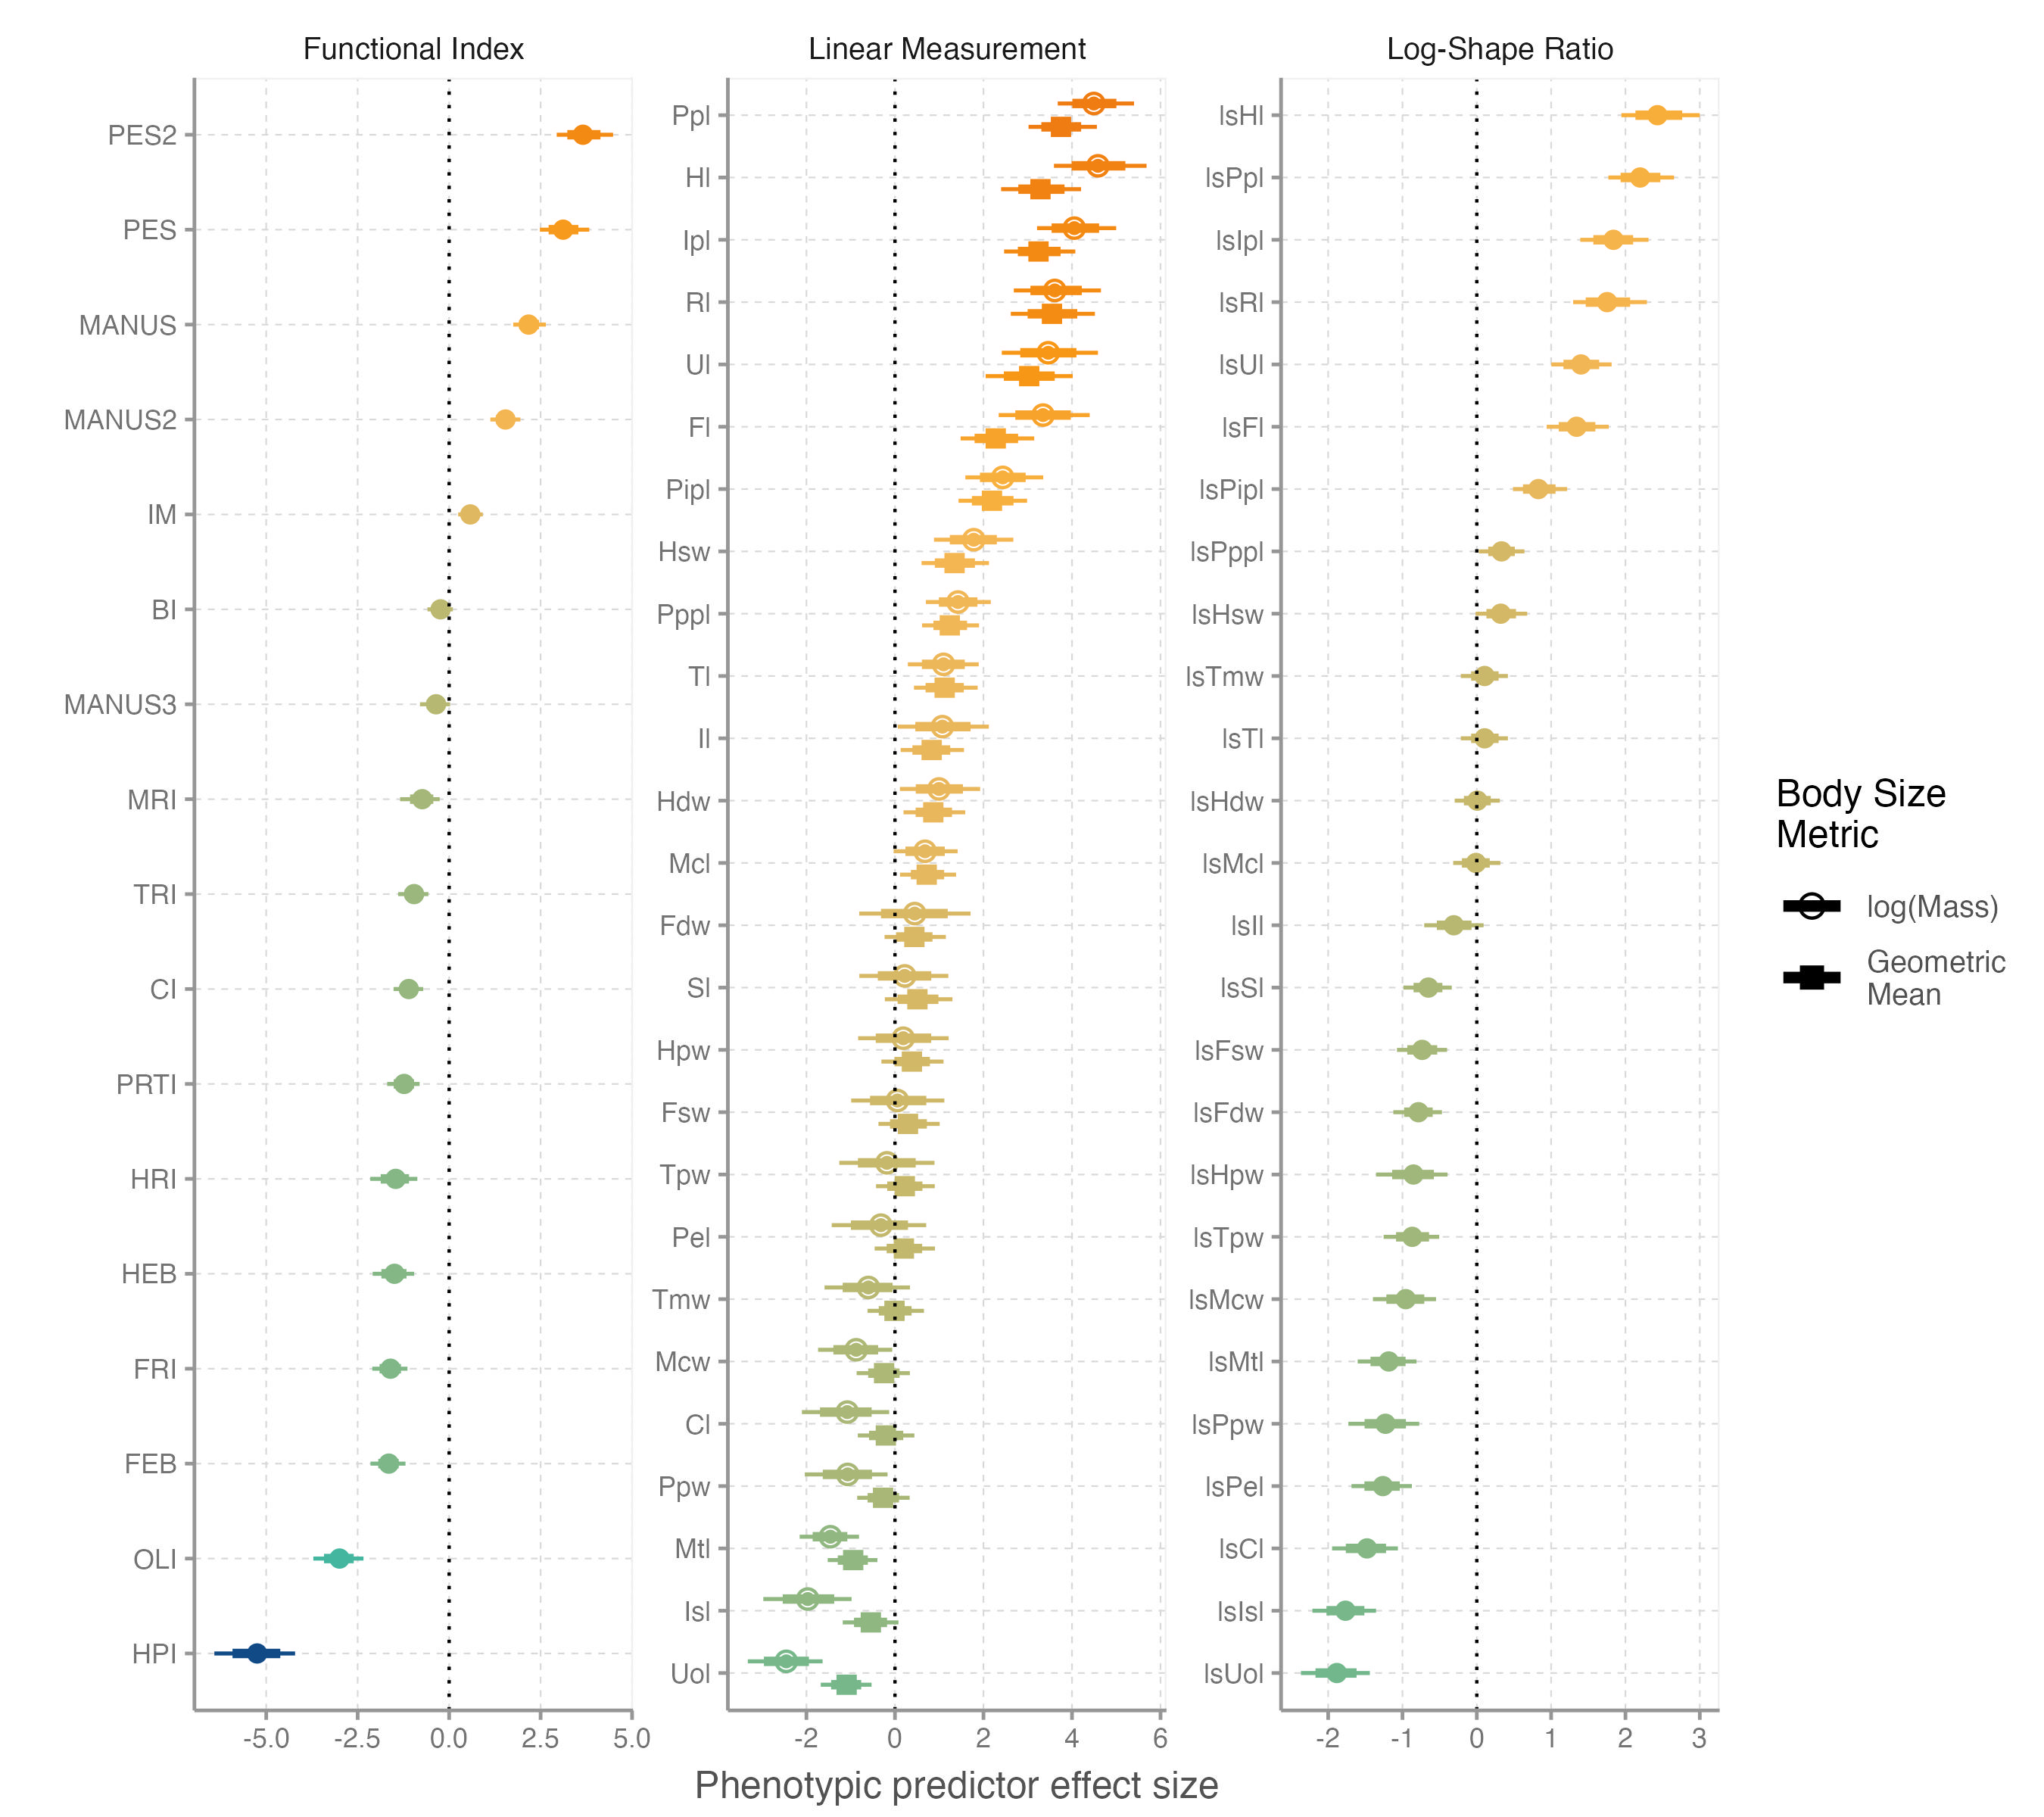 Functional Index
Linear Measurement
Log-Shape Ratio
PES2
PES
MANUS
MANUS2
IM
BI
MANUS3
MRI
TRI
CI
PRTI
HRI
HEB
FRI
FEB
OLI
HPI
-5.0 -2.5 0.0 2.5 5.0
Ppl
Hl
Ipl
Rl
Ul
Fl
Pipl
Hsw
Pppl
Tl
Il
Hdw
Mcl
Fdw
Sl
Hpw
Fsw
Tpw
Pel
Tmw
Mcw
Cl
Ppw
Mtl
Isl
Uol
-2 0 2 4 6
lsHl
lsPpl
lsIpl
lsRl
lsUl
lsFl
lsPipl
lsPppl
lsHsw
lsTmw
lsTl
lsHdw
lsMcl
lsIl
lsSl
lsFsw
lsFdw
lsHpw
lsTpw
lsMcw
lsMtl
lsPpw
lsPel
lsCl
lsIsl
lsUol
-2 -1 0 1 2 3
Phenotypic predictor effect size
Body Size
Metric
log(Mass)
Geometric
Mean